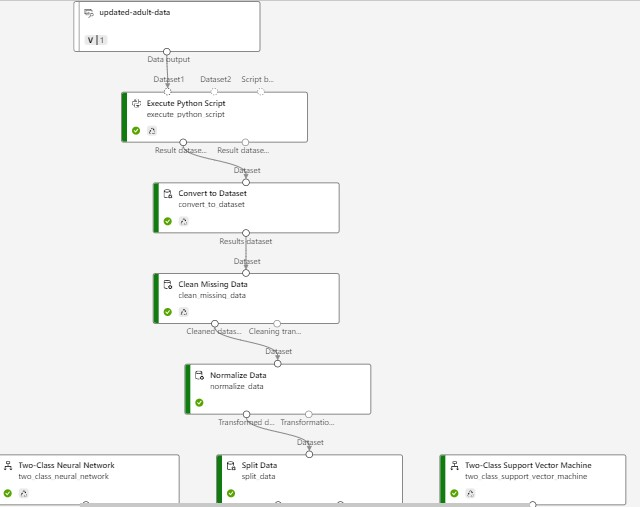 updated-adult-data
V | 1
Data output
Dataset1 Dataset2 Script b...
Execute Python Script
execute_python_script
Result datase... Result datase...
Dataset
Convert to Dataset
convert_to_dataset
Results dataset
Dataset
Clean Missing Data
clean_missing_data
Cleaned datas... Cleaning tran...
Dataset
Normalize Data
normalize_data
Transformed d... Transformatio...
Dataset
Two-Class Neural Network
two_class_neural_network
Split Data
split_data
Two-Class Support Vector Machine
two_class_support_vector_machine